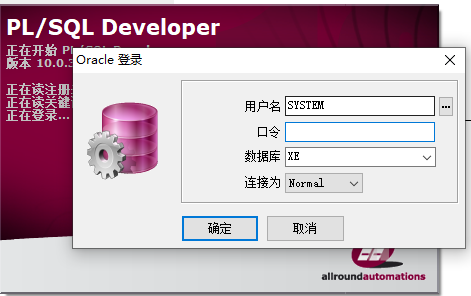 PL/SQL Developer
正在开始 PL/SQL
版本 10.0.3
Oracle 登录
正在读注册
正在读关键
正在登录...
用户名 SYSTEM ...
口令
数据库 XE
连接为 Normal
确定 取消
allroundautomations